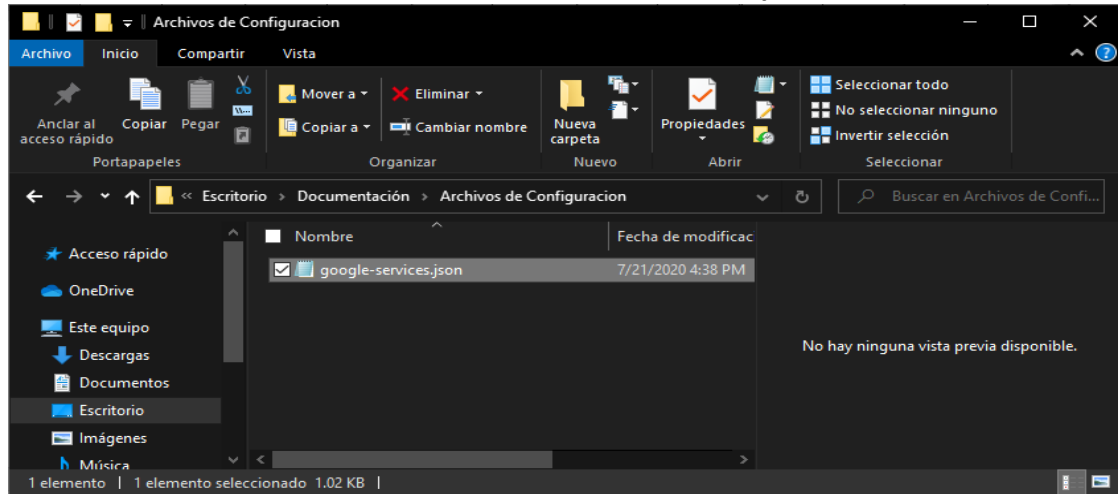 Archivos de Configuracion
Archivo Inicio Compartir Vista
Anclar al acceso rápido
Copiar
Pegar
Mover a
Copiar a
Eliminar
Cambiar nombre
Nueva carpeta
Propiedades
Seleccionar todo
No seleccionar ninguno
Invertir selección
Portapapeles Organizar Nuevo Abrir Seleccionar
« Escritorio > Documentación > Archivos de Configuracion
Buscar en Archivos de Confi...
Nombre Fecha de modificac
google-services.json 7/21/2020 4:38 PM
Acceso rápido
OneDrive
Este equipo
Descargas
Documentos
Escritorio
Imágenes
Música
No hay ninguna vista previa disponible.
1 elemento | 1 elemento seleccionado 1.02 KB |